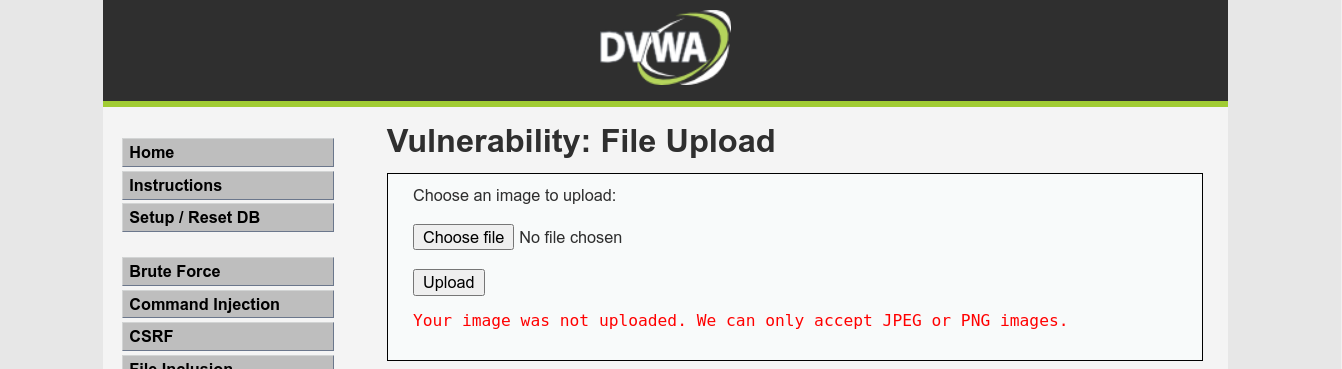 DVWA
Home
Instructions
Setup / Reset DB
Brute Force
Command Injection
CSRF
File Inclusion
Vulnerability: File Upload
Choose an image to upload:
Choose file No file chosen
Upload
Your image was not uploaded. We can only accept JPEG or PNG images.